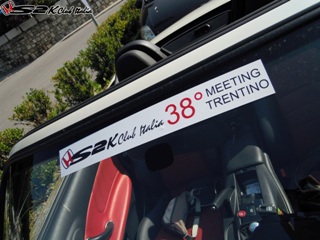 S2K Club Italia
S2K Club Italia 38° MEETING
TRENTINO